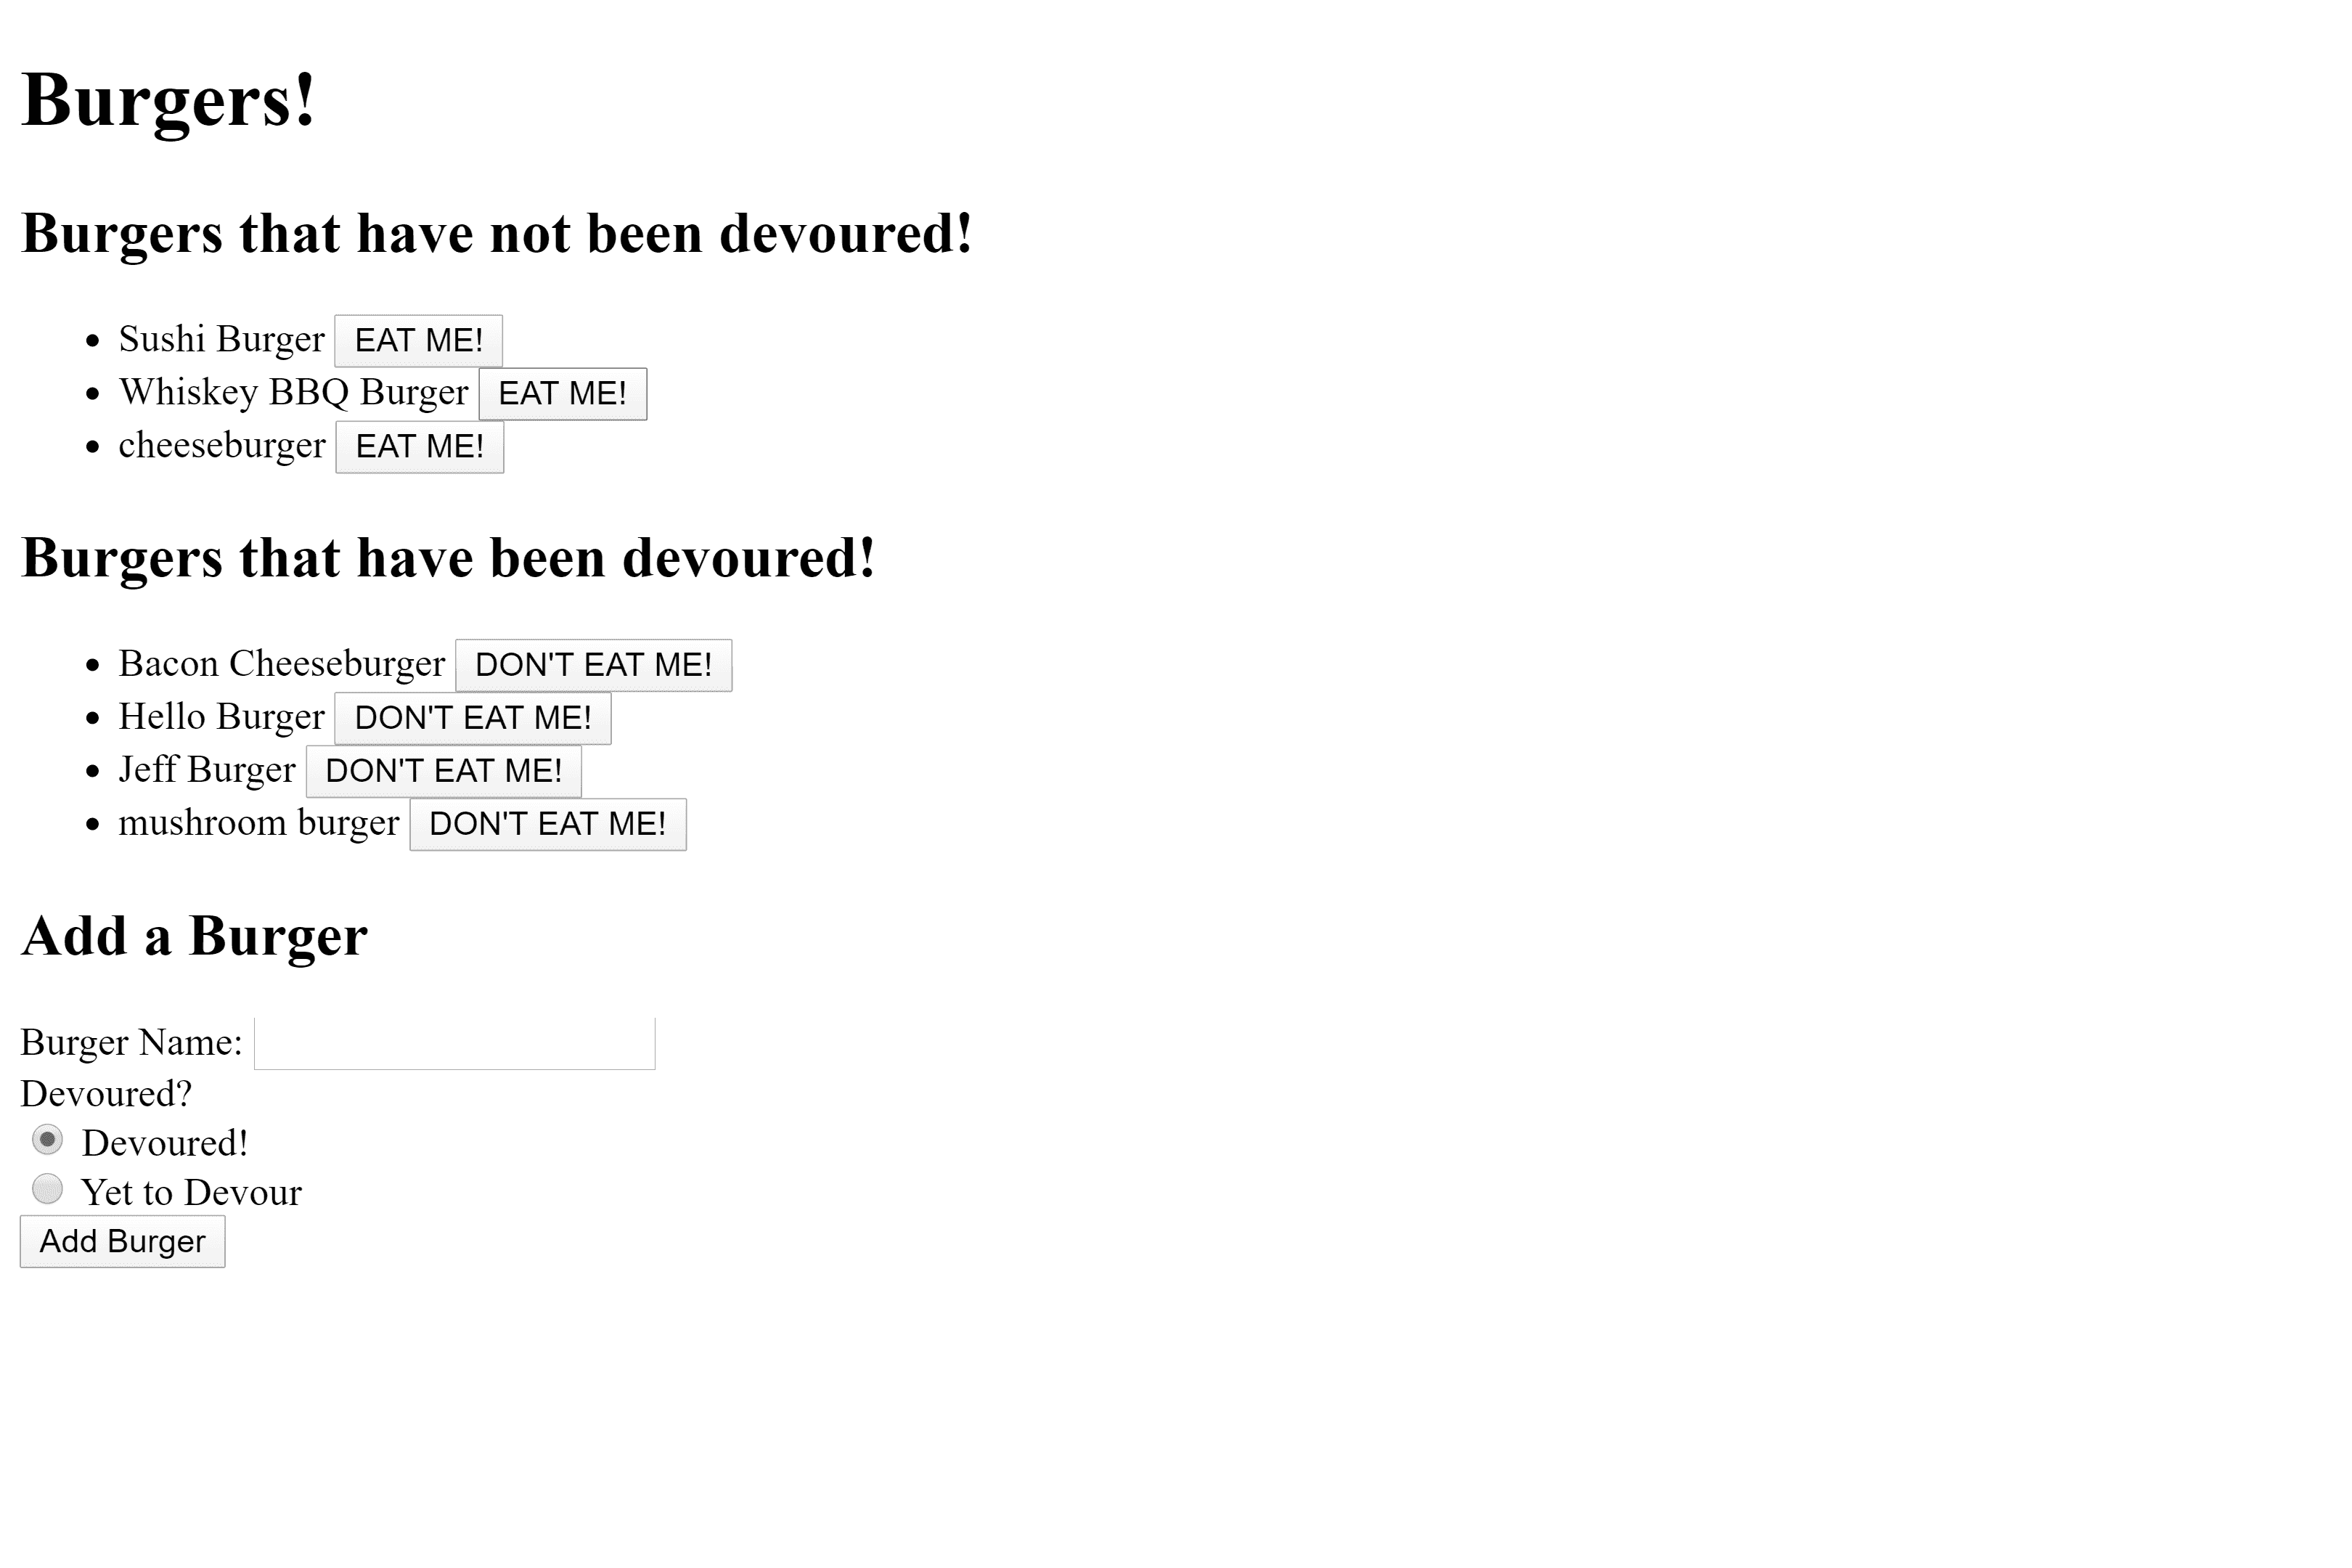 Burgers!
Burgers that have not been devoured!
Sushi Burger EAT ME!
Whiskey BBQ Burger EAT ME!
cheeseburger EAT ME!
Burgers that have been devoured!
Bacon Cheeseburger DON'T EAT ME!
Hello Burger DON'T EAT ME!
Jeff Burger DON'T EAT ME!
mushroom burger DON'T EAT ME!
Add a Burger
Burger Name:
Devoured?
Devoured!
Yet to Devour
Add Burger